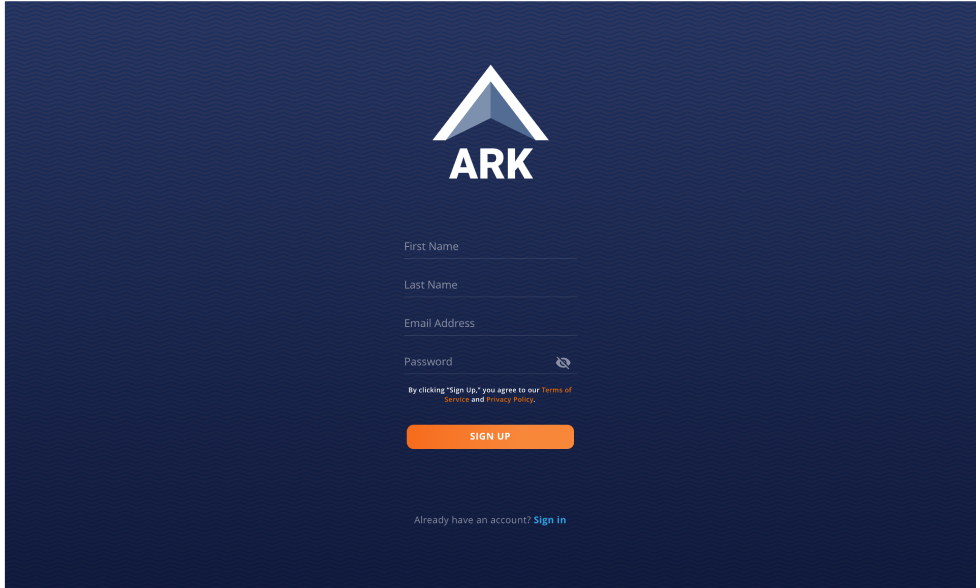 ARK
First Name
Last Name
Email Address
Password
By clicking "Sign Up," you agree to our Terms of
Service and Privacy Policy.
SIGN UP
Already have an account? Sign in